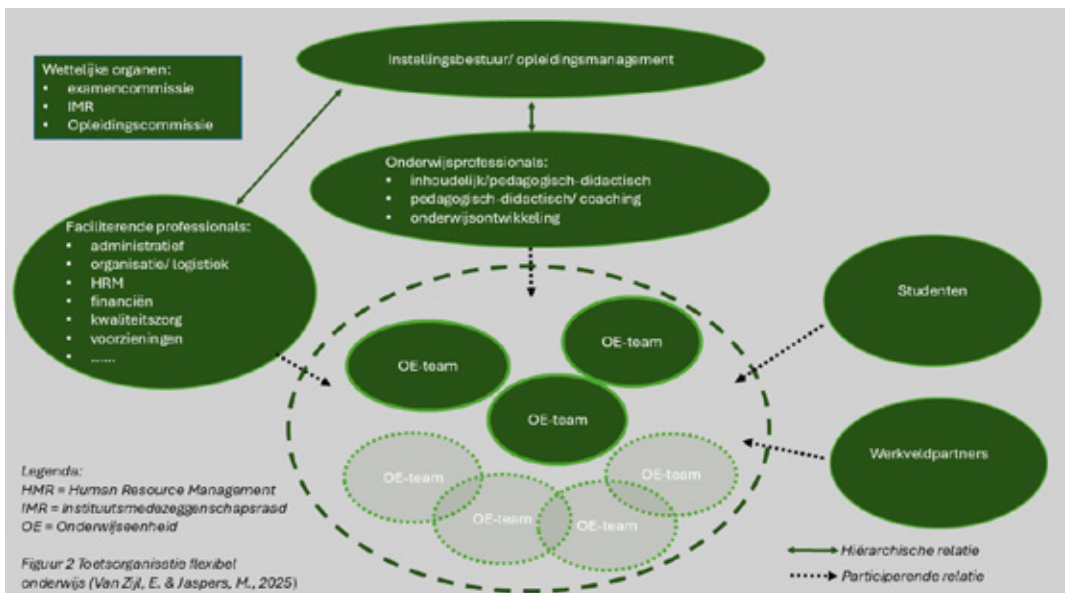 Instellingsbestuur/ opleidingsmanagement
Wettelijke organen:
• examencommissie
• IMR
• Opleidingscommissie
Onderwijsprofessionals:
• inhoudelijk/pedagogisch-didactisch
• pedagogisch-didactisch/ coaching
• onderwijsontwikkeling
Faciliterende professionals:
• administratief
• organisatie/ logistiek
• HRM
• financiën
• kwaliteitszorg
• voorzieningen
• ......
Studenten
OE-team
OE-team
OE-team
Werkveldpartners
OE-team
OE-team
OE-team
OE-team
Legenda:
HMR = Human Resource Management
IMR = Instituutsmedezeggenschapsraad
OE = Onderwijseenheid
Figuur 2 Toetsorganisatie flexibel
onderwijs (Van Zijl, E. & Jaspers, M., 2025)
Hiërarchische relatie
Participerende relatie